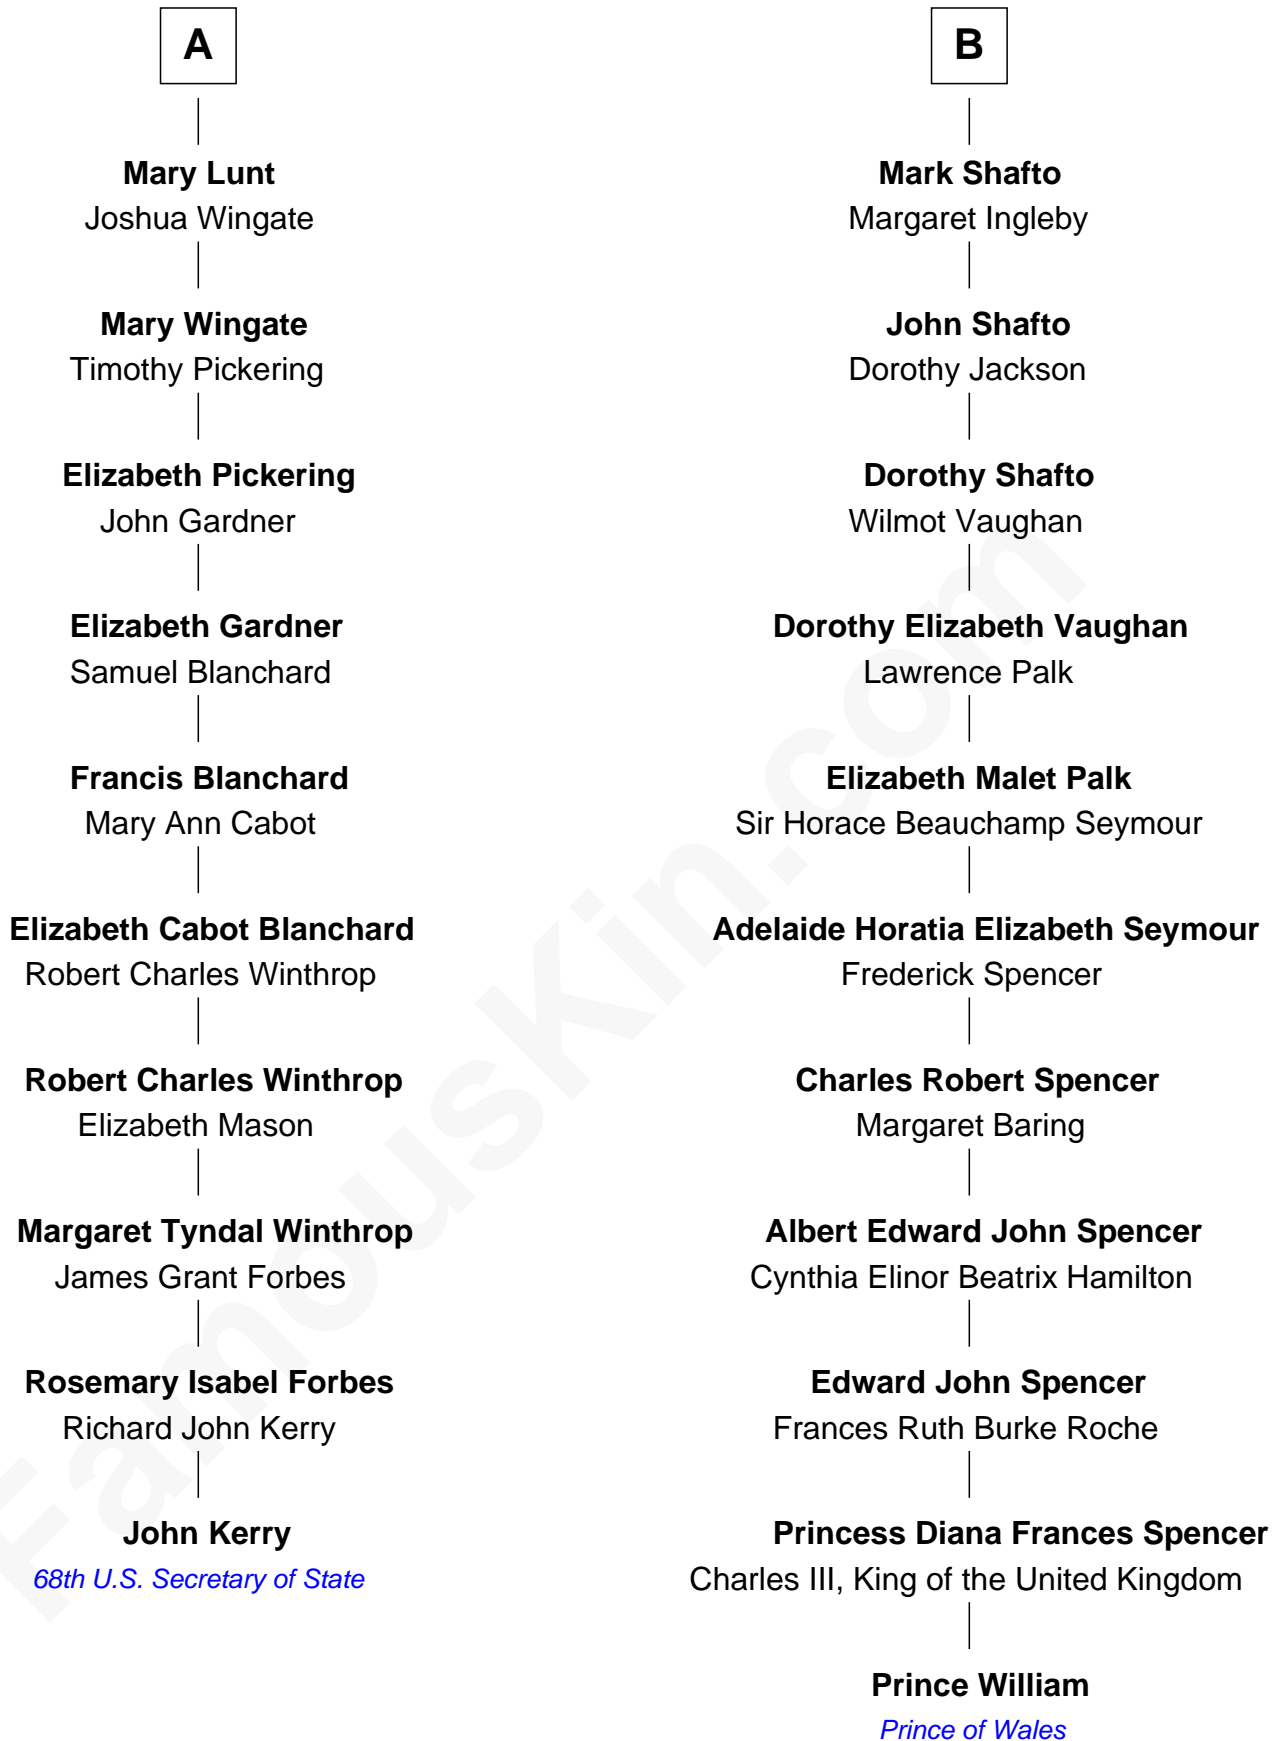 A
Mary Lunt
Joshua Wingate
Mary Wingate
Timothy Pickering
Elizabeth Pickering
John Gardner
Elizabeth Gardner
Samuel Blanchard
Francis Blanchard
Mary Ann Cabot
Elizabeth Cabot Blanchard
Robert Charles Winthrop
Robert Charles Winthrop
Elizabeth Mason
Margaret Tyndal Winthrop
James Grant Forbes
Rosemary Isabel Forbes
Richard John Kerry
John Kerry
68th U.S. Secretary of State
B
Mark Shafto
Margaret Ingleby
John Shafto
Dorothy Jackson
Dorothy Shafto
Wilmot Vaughan
Dorothy Elizabeth Vaughan
Lawrence Palk
Elizabeth Malet Palk
Sir Horace Beauchamp Seymour
Adelaide Horatia Elizabeth Seymour
Frederick Spencer
Charles Robert Spencer
Margaret Baring
Albert Edward John Spencer
Cynthia Elinor Beatrix Hamilton
Edward John Spencer
Frances Ruth Burke Roche
Princess Diana Frances Spencer
Charles III, King of the United Kingdom
Prince William
Prince of Wales
FamousKin.com